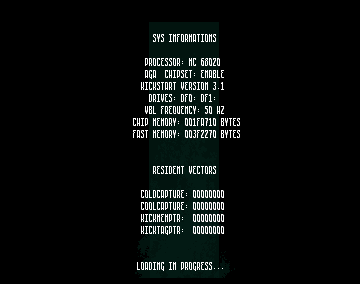 SYS INFORMATIONS
PROCESSOR: MC 68020
AGA CHIPSET: ENABLE
KICKSTART VERSION 3.1
DRIVES: DF0: DF1:
VBL FREQUENCY: 50 HZ
CHIP MEMORY: 001FA710 BYTES
FAST MEMORY: 003F2270 BYTES
RESIDENT VECTORS
COLDCAPTURE: 00000000
COOLCAPTURE: 00000000
KICKMEMPTR: 00000000
KICKTAGPTR: 00000000
LOADING IN PROGRESS...